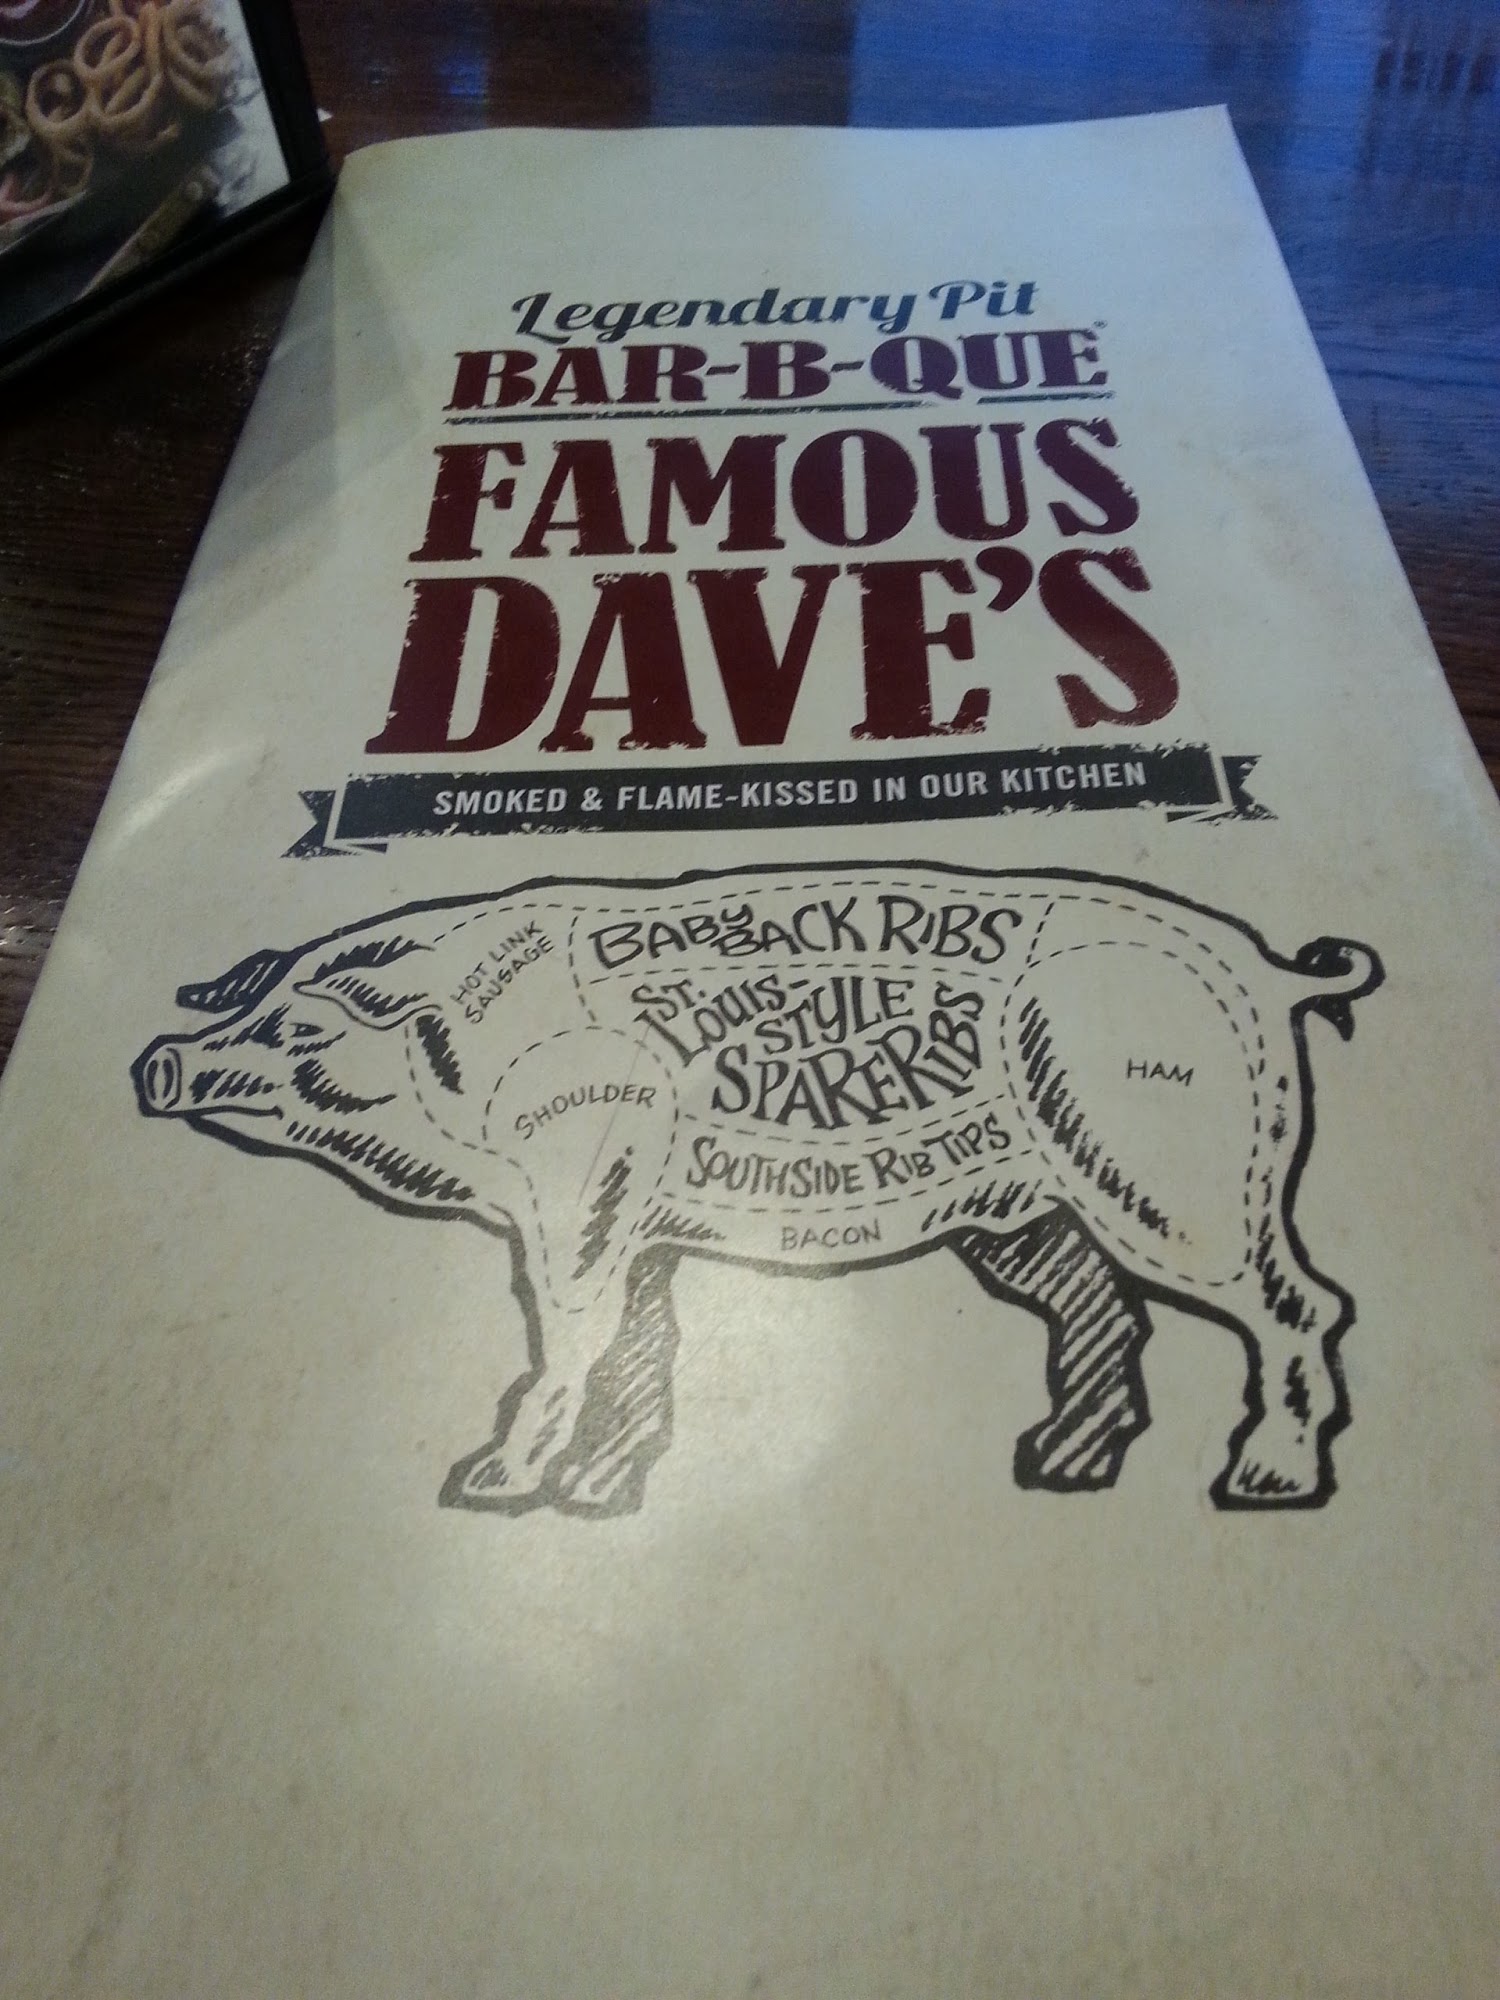 Legendary Pit
BAR-B-QUE®
FAMOUS
DAVE'S
SMOKED & FLAME-KISSED IN OUR KITCHEN
HOT LINK
SAUSAGE
BABY
BACK RIBS
ST.
LOUIS-
STYLE
SPARERIBS
SHOULDER
HAM
SOUTHSIDE RIB TIPS
BACON